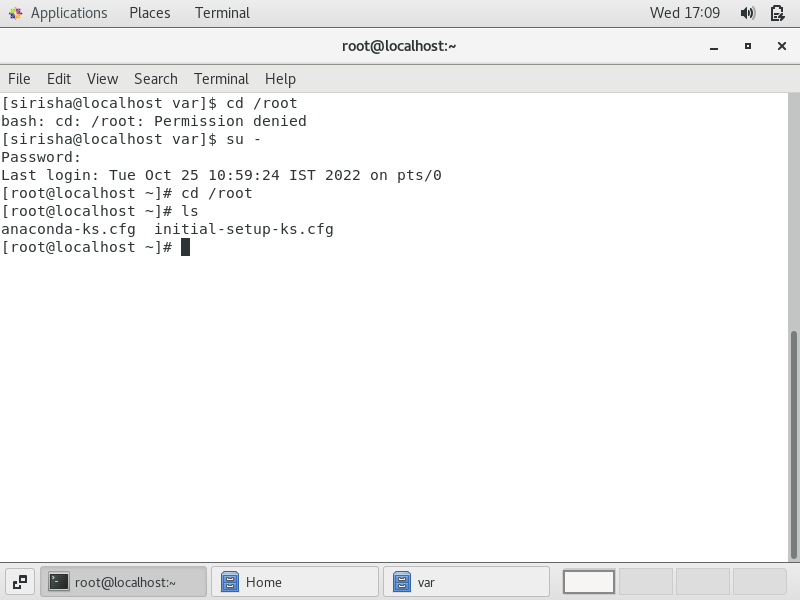 Applications Places Terminal Wed 17:09
root@localhost:~
File Edit View Search Terminal Help
[sirisha@localhost var]$ cd /root
bash: cd: /root: Permission denied
[sirisha@localhost var]$ su -
Password:
Last login: Tue Oct 25 10:59:24 IST 2022 on pts/0
[root@localhost ~]# cd /root
[root@localhost ~]# ls
anaconda-ks.cfg  initial-setup-ks.cfg
[root@localhost ~]#
root@localhost:~ Home var